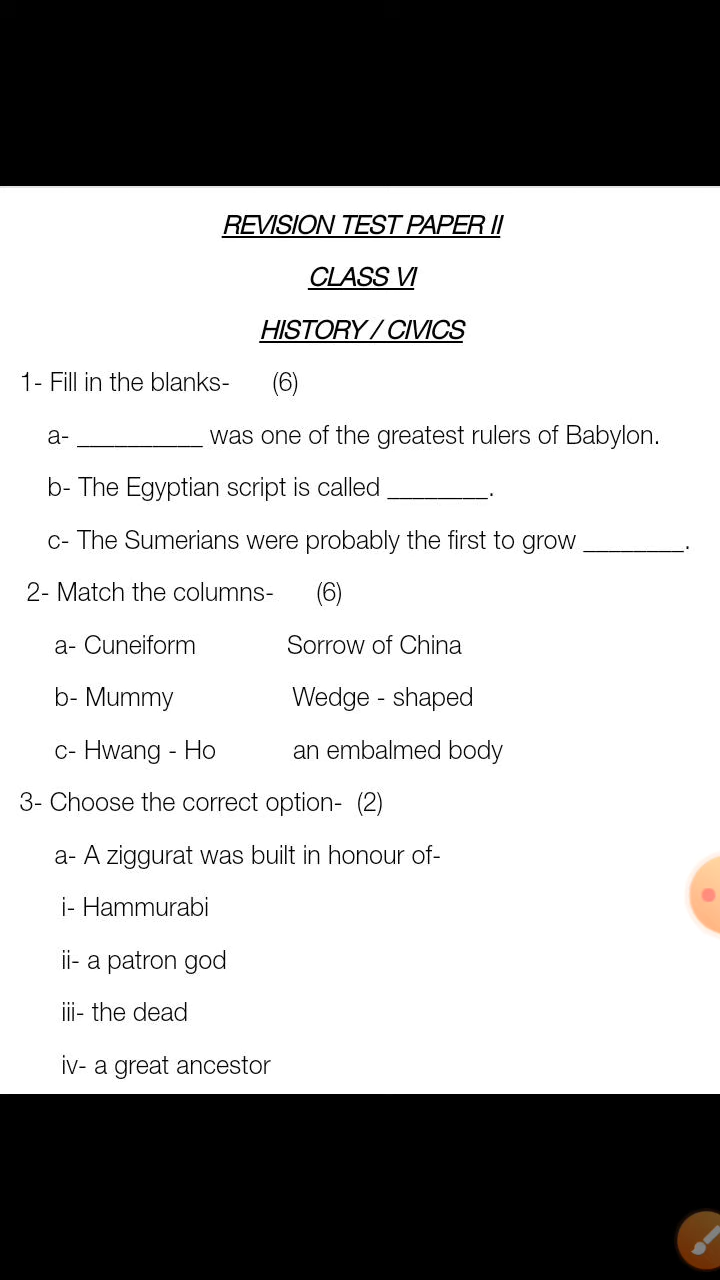 REVISION TEST PAPER II
CLASS VI
HISTORY / CIVICS
1- Fill in the blanks- (6)
a- __________ was one of the greatest rulers of Babylon.
b- The Egyptian script is called ________.
c- The Sumerians were probably the first to grow ________.
2- Match the columns- (6)
a- Cuneiform Sorrow of China
b- Mummy Wedge - shaped
c- Hwang - Ho an embalmed body
3- Choose the correct option- (2)
a- A ziggurat was built in honour of-
i- Hammurabi
ii- a patron god
iii- the dead
iv- a great ancestor